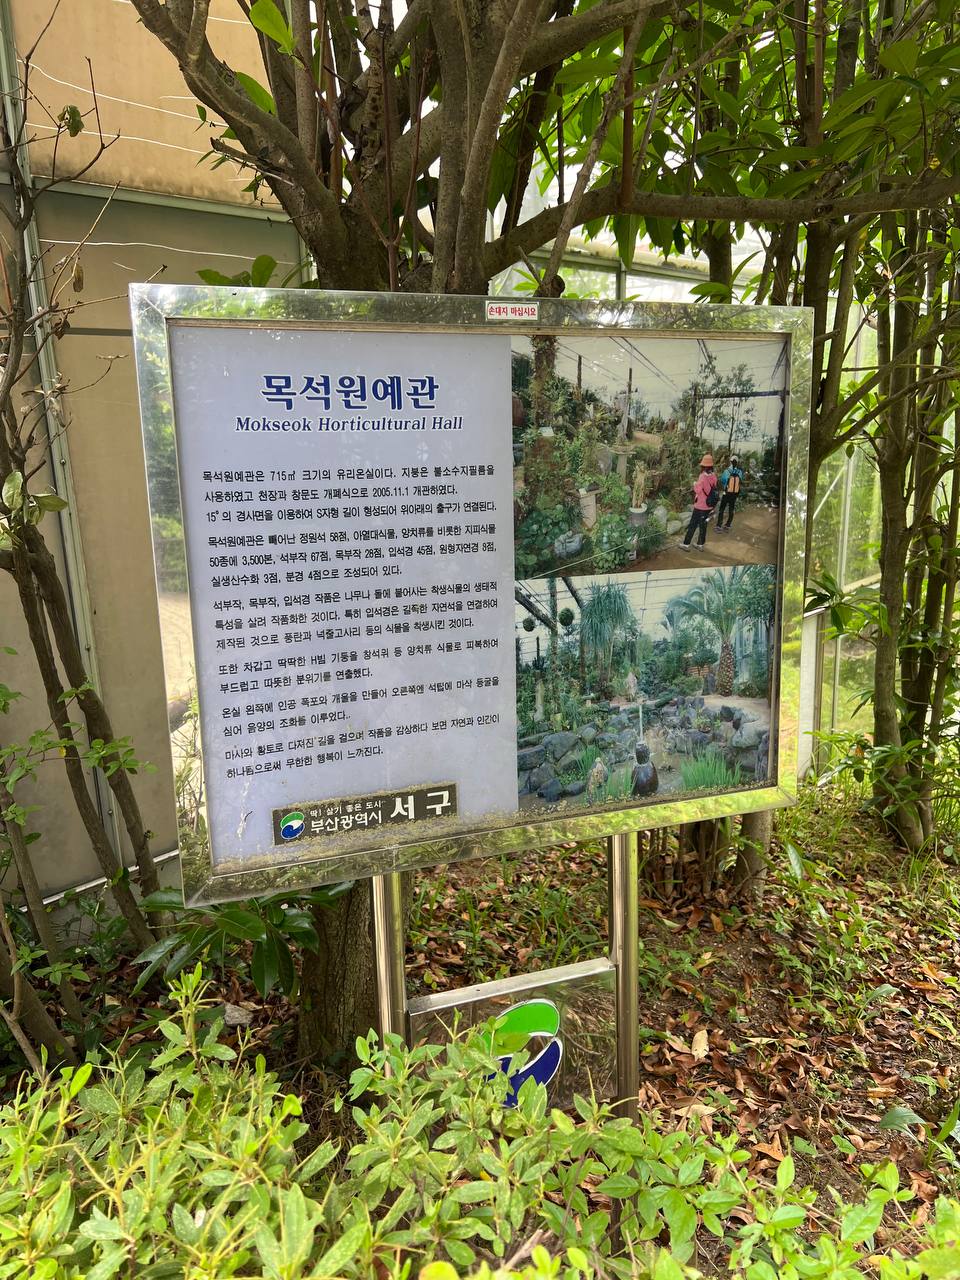 손대지 마십시오
목석원예관
Mokseok Horticultural Hall
목석원예관은 715㎡ 크기의 유리온실이다. 지붕은 불소수지필름을
사용하였고 천장과 창문도 개폐식으로 2005.11.1 개관하였다.
15°의 경사면을 이용하여 S자형 길이 형성되어 위아래의 출구가 연결된다.
목석원예관은 빼어난 정원석 58점, 아열대식물, 양치류를 비롯한 지피식물
50종에 3,500본, 석부작 67점, 목부작 28점, 입석경 45점, 원형자연경 8점,
실생산수화 3점, 분경 4점으로 조성되어 있다.
석부작, 목부작, 입석경 작품은 나무나 돌에 붙어사는 착생식물의 생태적
특성을 살려 작품화한 것이다. 특히 입석경은 길쭉한 자연석을 연결하여
제작된 것으로 풍란과 넉줄고사리 등의 식물을 착생시킨 것이다.
또한 차갑고 딱딱한 H빔 기둥을 창석위 등 양치류 식물로 피복하여
부드럽고 따뜻한 분위기를 연출했다.
온실 왼쪽에 인공 폭포와 개울을 만들어 오른쪽엔 석탑에 마삭 등굴을
심어 음양의 조화를 이루었다..
마사와 황토로 다져진 길을 걸으며 작품을 감상하다 보면 자연과 인간이
하나됨으로써 무한한 행복이 느껴진다.
딱! 살기 좋은 도시
부산광역시 서구